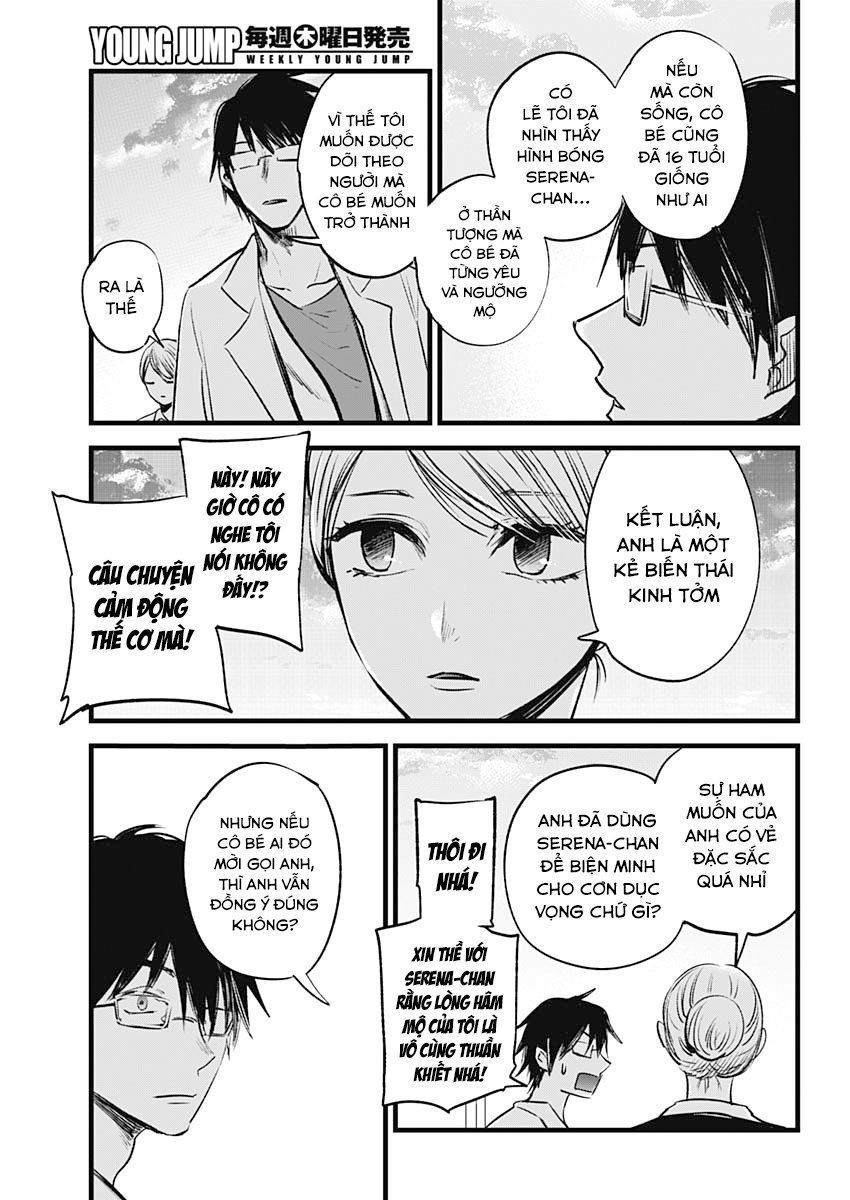 YOUNG JUMP 毎週木曜日発売
WEEKLY YOUNG JUMP
NẾU
MÀ CÒN
SỐNG, CÔ
BÉ CŨNG
ĐÃ 16 TUỔI
GIỐNG
NHƯ AI
CÓ
LẼ TÔI ĐÃ
NHÌN THẤY
HÌNH BÓNG
SERENA-
CHAN...
Ở THẦN
TƯỢNG MÀ
CÔ BÉ ĐÃ
TỪNG YÊU
VÀ NGƯỠNG
MỘ
VÌ THẾ TÔI
MUỐN ĐƯỢC
DÕI THEO
NGƯỜI MÀ
CÔ BÉ MUỐN
TRỞ THÀNH
RA LÀ
THẾ
KẾT LUẬN,
ANH LÀ MỘT
KẺ BIẾN THÁI
KINH TỞM
NÀY! NÃY
GIỜ CÔ CÓ
NGHE TÔI
NÓI KHÔNG
ĐẤY!?
CÂU CHUYỆN
CẢM ĐỘNG
THẾ CƠ MÀ!
SỰ HAM
MUỐN CỦA
ANH CÓ VẺ
ĐẶC SẮC
QUÁ NHỈ
ANH ĐÃ DÙNG
SERENA-CHAN
ĐỂ BIỆN MINH
CHO CƠN DỤC
VỌNG CHỨ GÌ?
THÔI ĐI
NHÁ!
XIN THỀ VỚI
SERENA-CHAN
RẰNG LÒNG HÂM
MỘ CỦA TÔI LÀ
VÔ CÙNG THUẦN
KHIẾT NHÁ!
NHƯNG NẾU
CÔ BÉ AI ĐÓ
MỜI GỌI ANH,
THÌ ANH VẪN
ĐỒNG Ý ĐÚNG
KHÔNG?